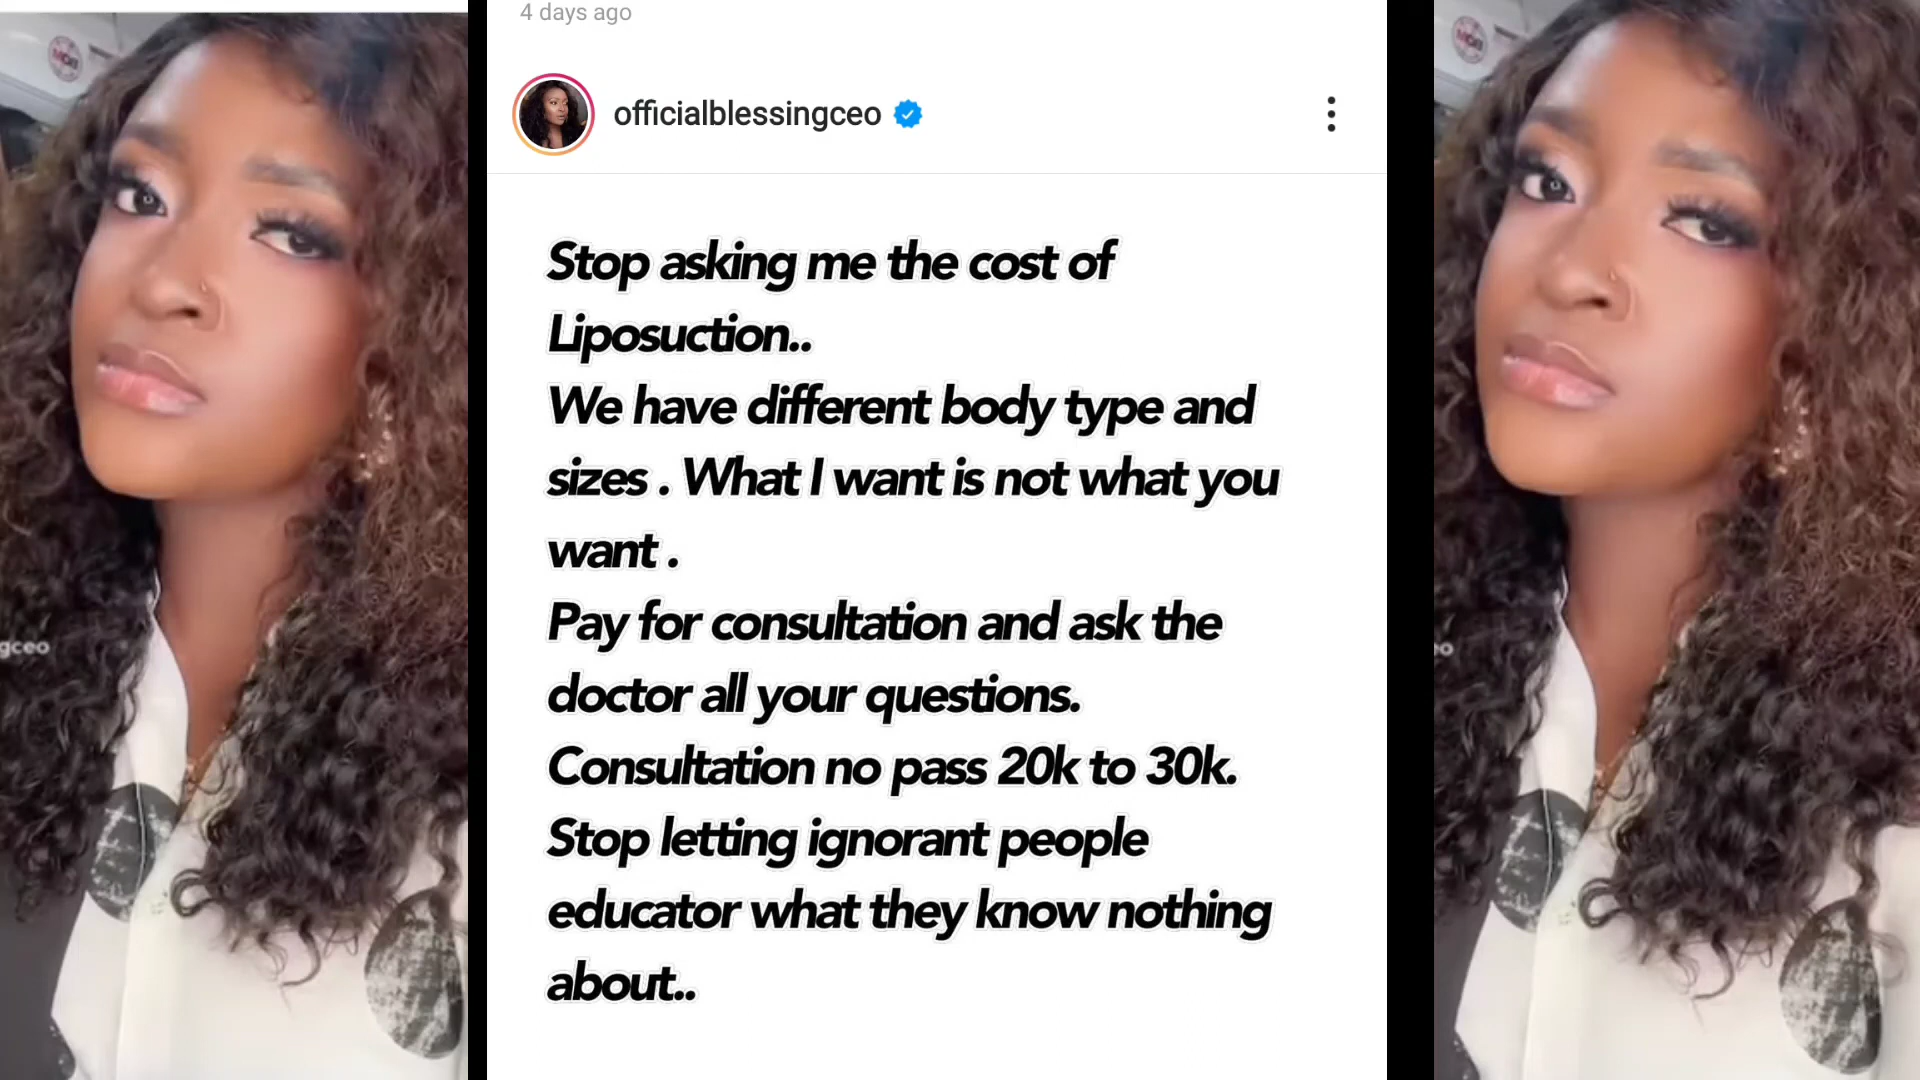 4 days ago
officialblessingceo
Stop asking me the cost of
Liposuction..
We have different body type and
sizes . What I want is not what you
want .
Pay for consultation and ask the
doctor all your questions.
Consultation no pass 20k to 30k.
Stop letting ignorant people
educator what they know nothing
about..
gceo
eo